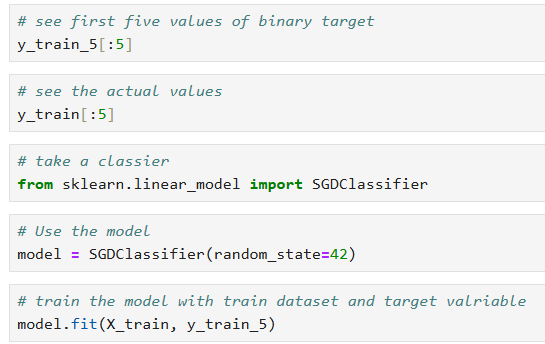 # see first five values of binary target
y_train_5[:5]
# see the actual values
y_train[:5]
# take a classier
from sklearn.linear_model import SGDClassifier
# Use the model
model = SGDClassifier(random_state=42)
# train the model with train dataset and target valriable
model.fit(X_train, y_train_5)